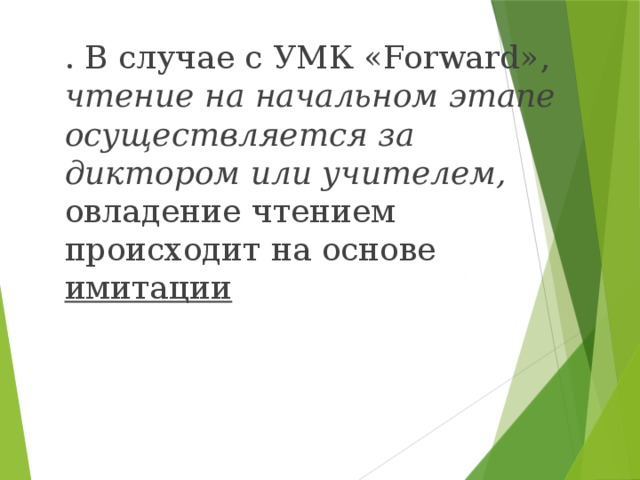 . В случае с УМК «Forward»,
чтение на начальном этапе
осуществляется за
диктором или учителем,
овладение чтением
происходит на основе
имитации